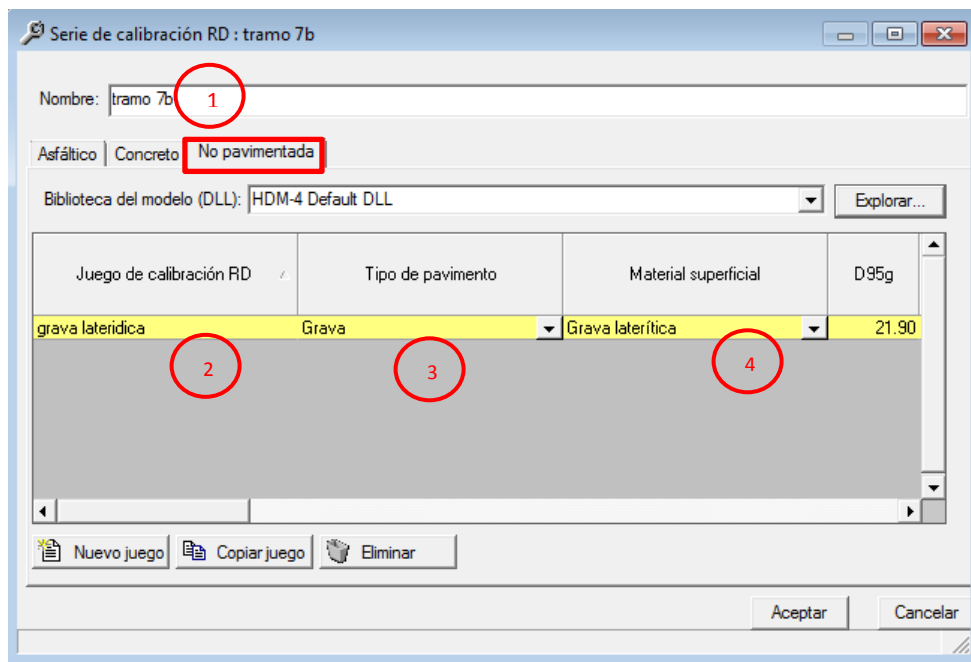 Serie de calibración RD : tramo 7b
Nombre: tramo 7b 1
Asfáltico Concreto No pavimentada
Biblioteca del modelo (DLL): HDM-4 Default DLL Explorar...
Juego de calibración RD Tipo de pavimento Material superficial D95g
grava lateridica Grava Grava laterítica 21.90
2 3 4
Nuevo juego Copiar juego Eliminar
Aceptar Cancelar